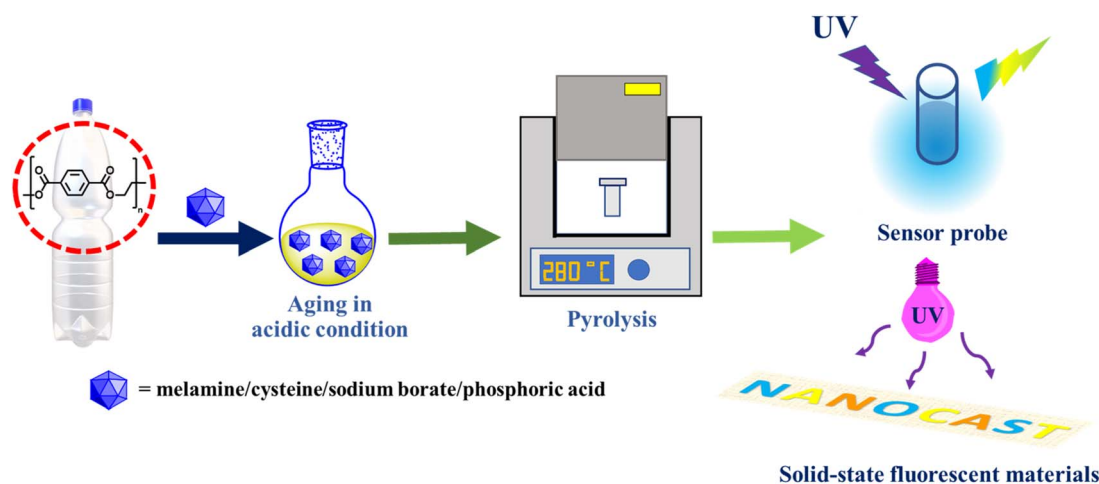 UV
O
O
O
O
n
Sensor probe
280°C
Aging in
acidic condition
Pyrolysis
UV
= melamine/cysteine/sodium borate/phosphoric acid
NANOCAST
Solid-state fluorescent materials